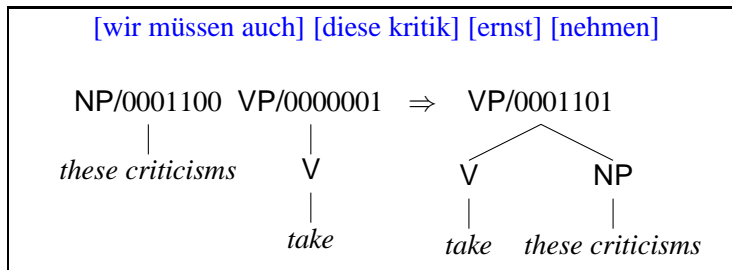 [wir müssen auch] [diese kritik] [ernst] [nehmen]
NP/0001100 VP/0000001 ⇒ VP/0001101
these criticisms V V NP
take take these criticisms